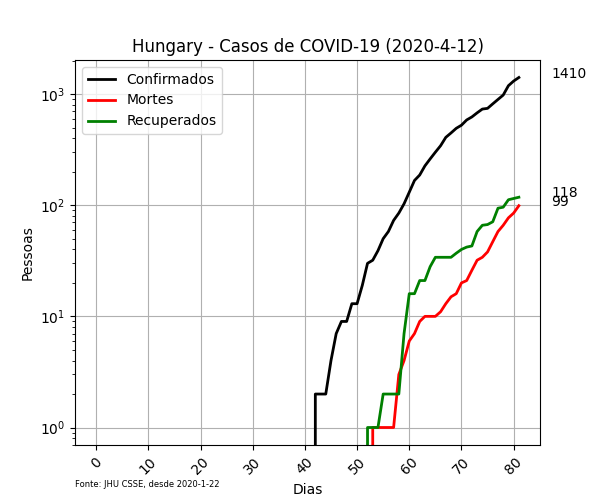 Hungary - Casos de COVID-19 (2020-4-12)
Confirmados
Mortes
Recuperados
1410
118
99
10³
10²
10¹
10⁰
Pessoas
0 10 20 30 40 50 60 70 80
Dias
Fonte: JHU CSSE, desde 2020-1-22